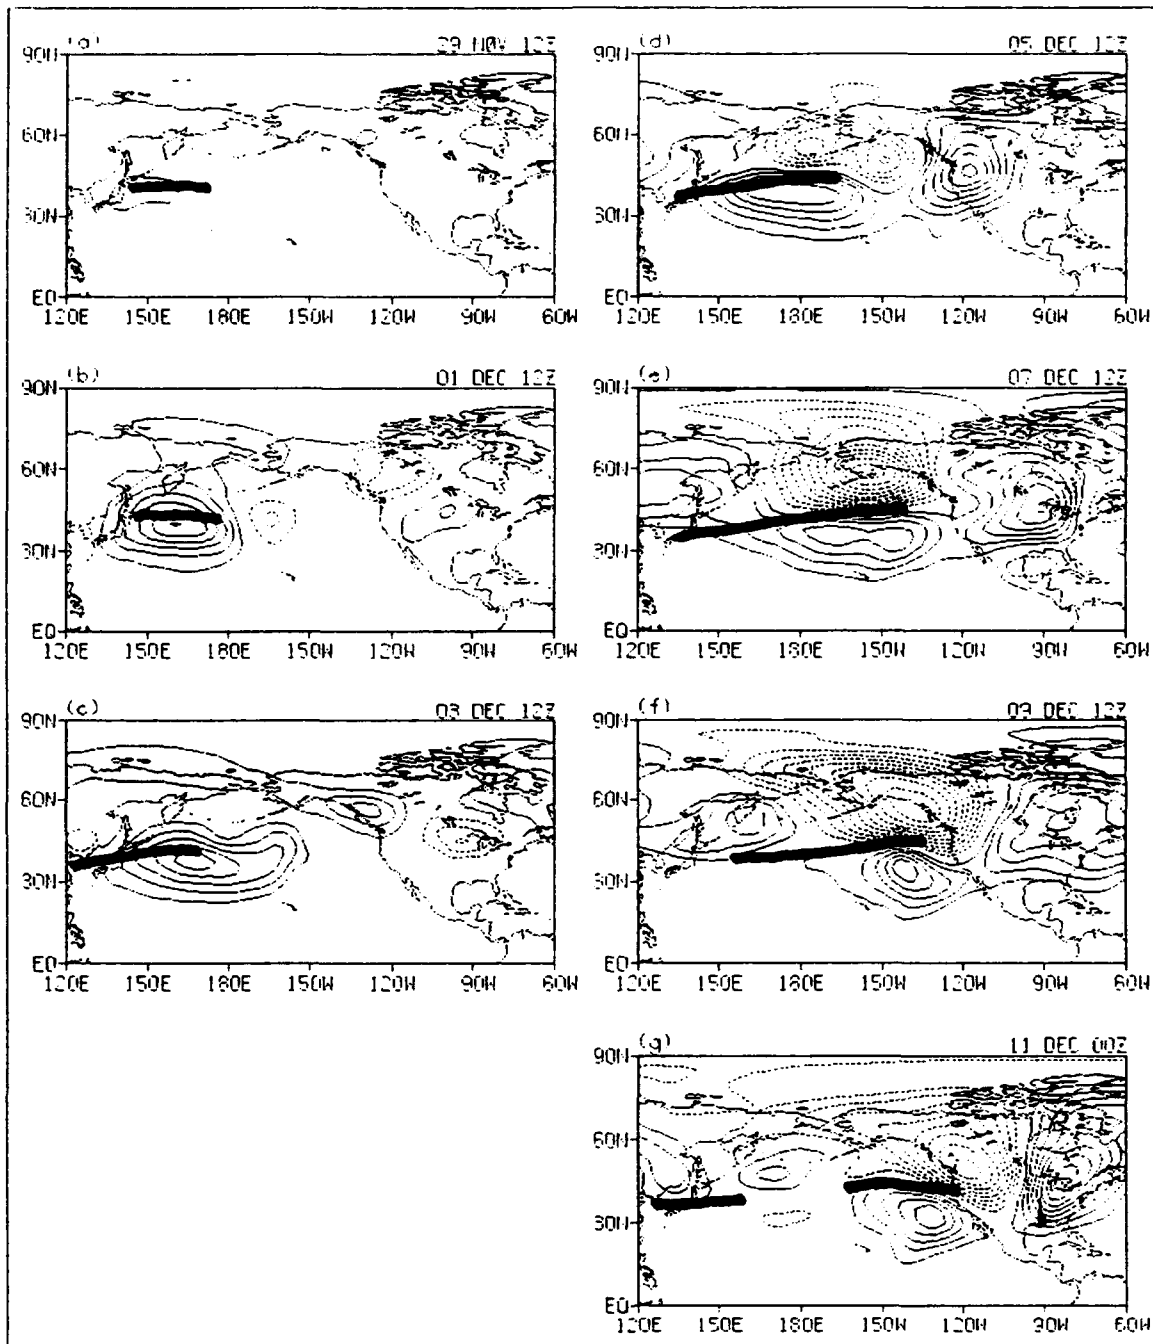 (a) 29 NOV 12Z
90N
60N
30N
EQ
120E 150E 180E 150W 120W 90W 60W
(b) 01 DEC 12Z
90N
60N
30N
EQ
120E 150E 180E 150W 120W 90W 60W
(c) 03 DEC 12Z
90N
60N
30N
EQ
120E 150E 180E 150W 120W 90W 60W
(d) 05 DEC 12Z
90N
60N
30N
EQ
120E 150E 180E 150W 120W 90W 60W
(e) 07 DEC 12Z
90N
60N
30N
EQ
120E 150E 180E 150W 120W 90W 60W
(f) 09 DEC 12Z
90N
60N
30N
EQ
120E 150E 180E 150W 120W 90W 60W
(g) 11 DEC 00Z
90N
60N
30N
EQ
120E 150E 180E 150W 120W 90W 60W